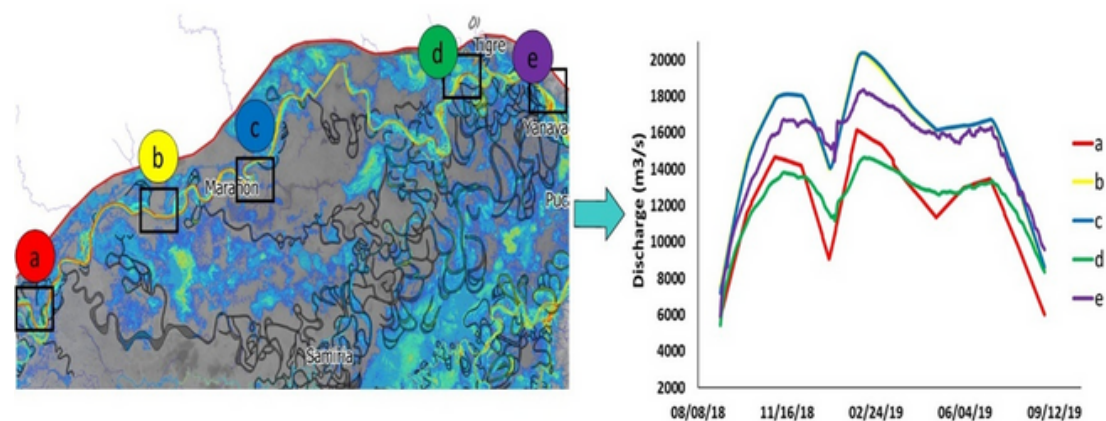 a
b
c
d
e
Tigre
Yanaya
Marañon
Puc
Samiria
Discharge (m3/s)
20000
18000
16000
14000
12000
10000
8000
6000
4000
2000
08/08/18 11/16/18 02/24/19 06/04/19 09/12/19
a
b
c
d
e